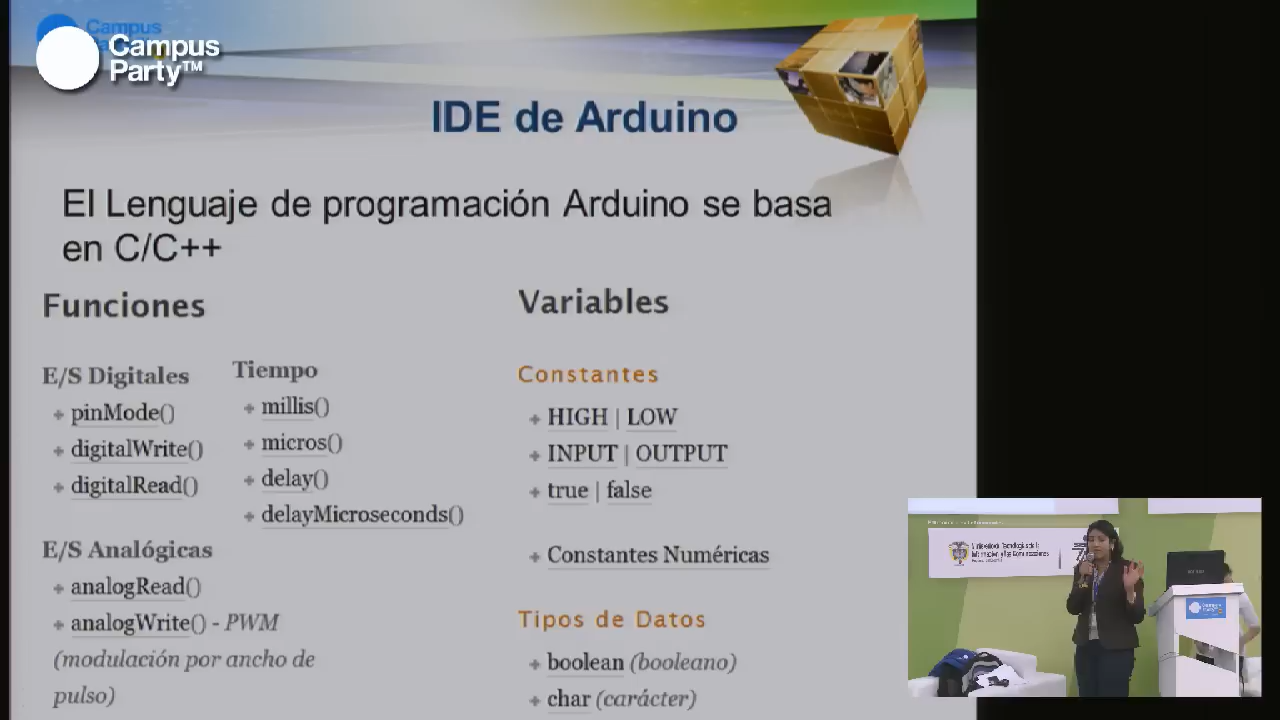 Campus
Party™
IDE de Arduino
El Lenguaje de programación Arduino se basa
en C/C++
Funciones
E/S Digitales
+ pinMode()
+ digitalWrite()
+ digitalRead()
E/S Analógicas
+ analogRead()
+ analogWrite() - PWM
(modulación por ancho de
pulso)
Tiempo
+ millis()
+ micros()
+ delay()
+ delayMicroseconds()
Variables
Constantes
+ HIGH | LOW
+ INPUT | OUTPUT
+ true | false
+ Constantes Numéricas
Tipos de Datos
+ boolean (booleano)
+ char (carácter)
Campus
Party